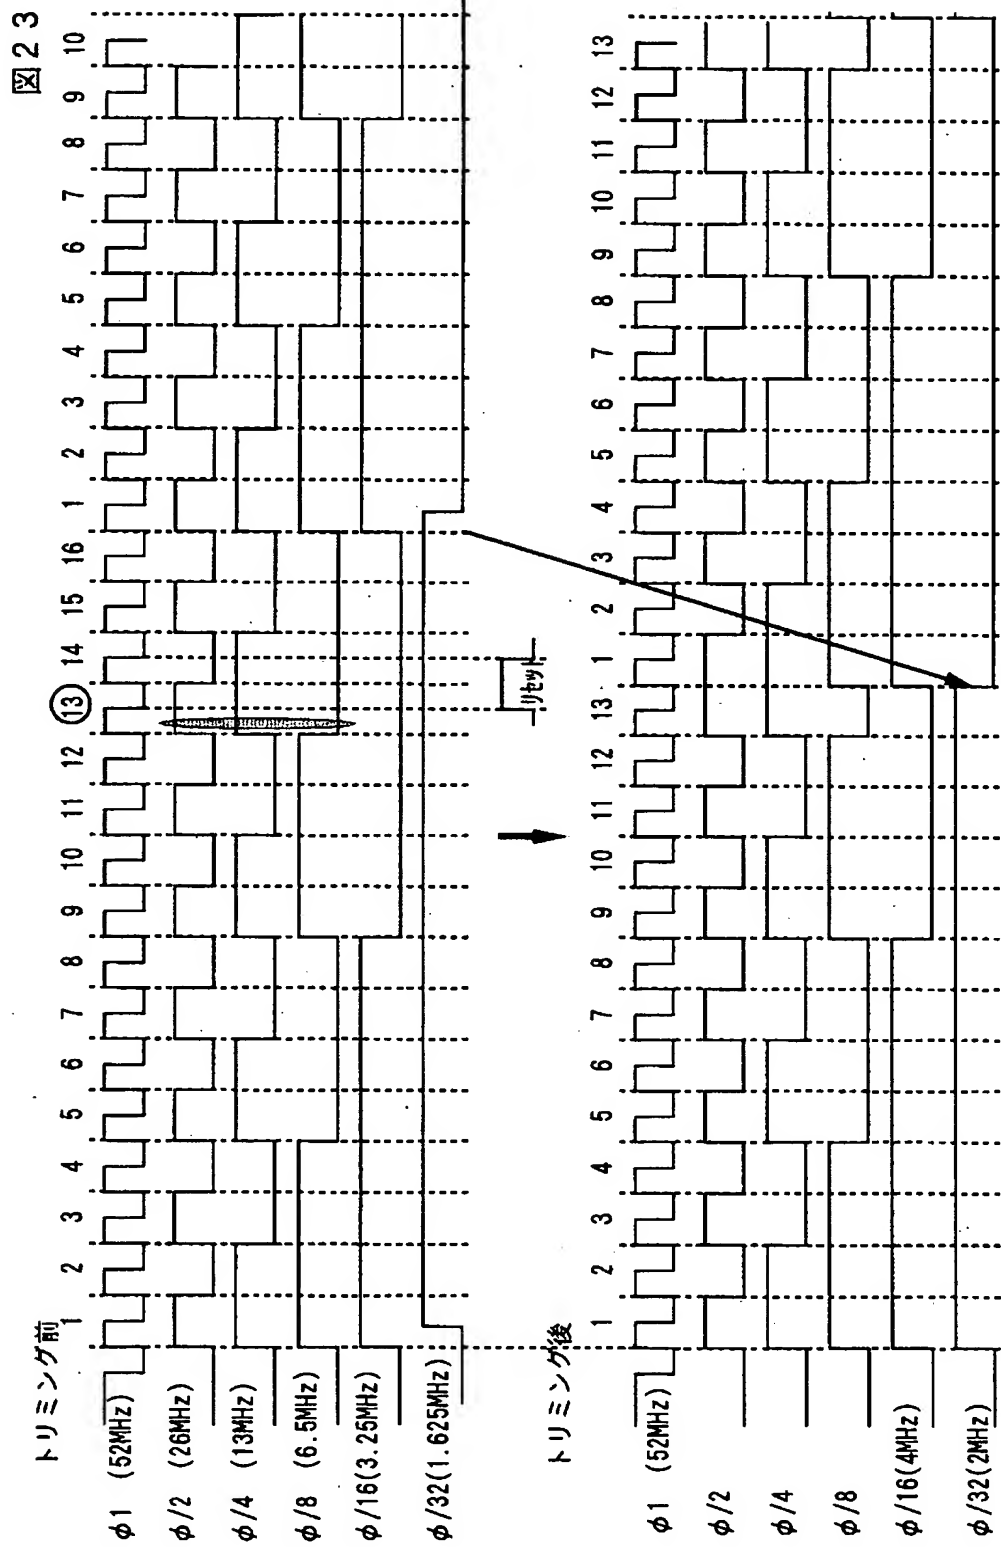 図23
トリミング前
1 2 3 4 5 6 7 8 9 10 11 12 13 14 15 16 1 2 3 4 5 6 7 8 9 10
φ1 (52MHz)
φ/2 (26MHz)
φ/4 (13MHz)
φ/8 (6.5MHz)
φ/16(3.25MHz)
φ/32(1.625MHz)
リセット
トリミング後
1 2 3 4 5 6 7 8 9 10 11 12 13 1 2 3 4 5 6 7 8 9 10 11 12 13
φ1 (52MHz)
φ/2
φ/4
φ/8
φ/16(4MHz)
φ/32(2MHz)